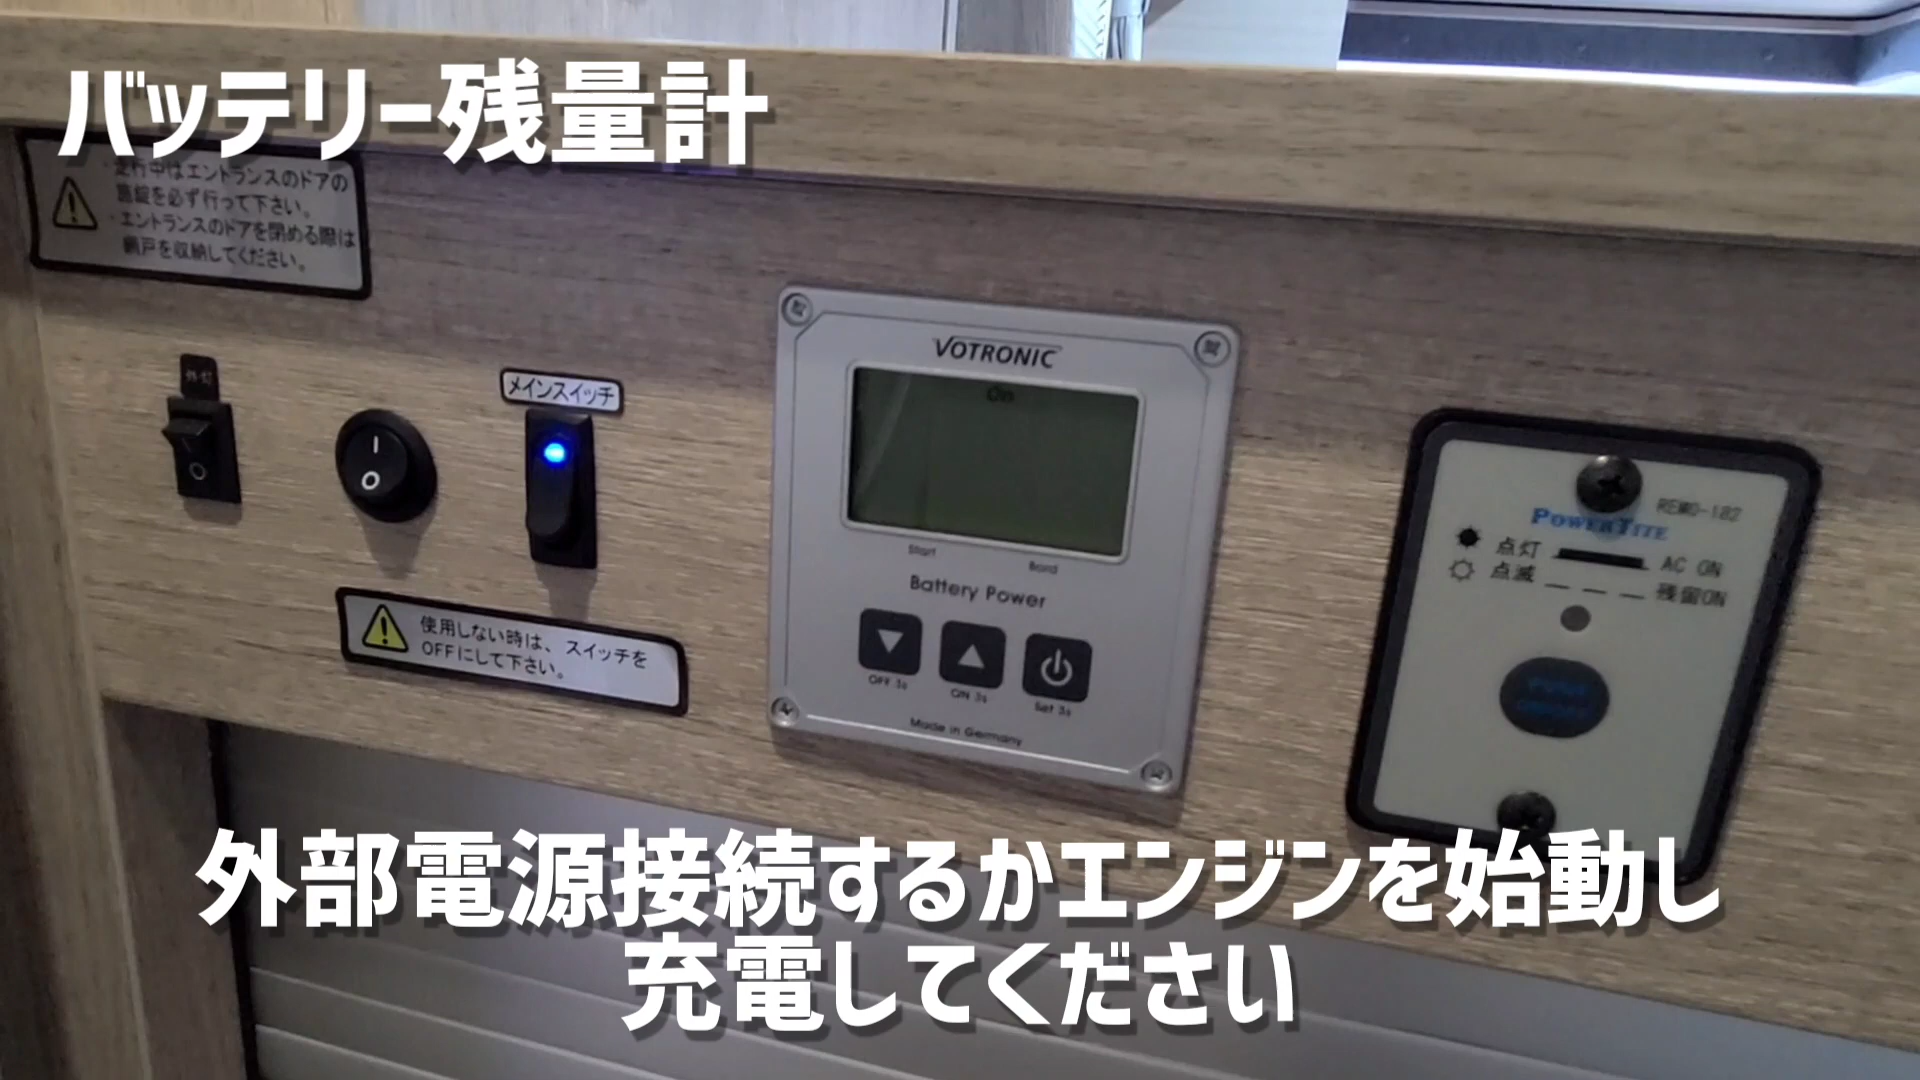 バッテリー残量計
・走行中はエントランスのドアの
施錠を必ず行って下さい。
・エントランスのドアを閉める際は
網戸を収納してください。
外灯
メインスイッチ
使用しない時は、スイッチを
OFFにして下さい。
VOTRONIC
On
Start
Bord
Battery Power
OFF 3s
ON 3s
Set 3s
Made in Germany
REMO-182
POWERTITE
点灯 AC ON
点滅 残留ON
外部電源接続するかエンジンを始動し
充電してください